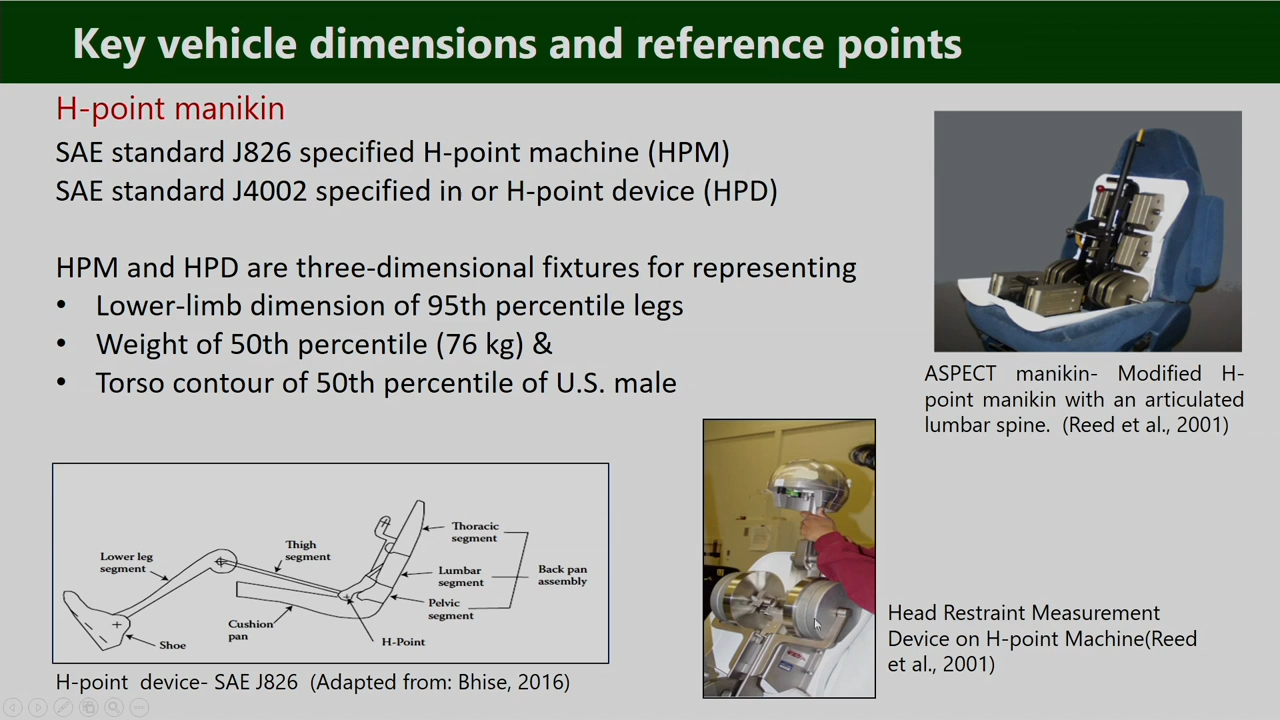 Key vehicle dimensions and reference points
H-point manikin
SAE standard J826 specified H-point machine (HPM)
SAE standard J4002 specified in or H-point device (HPD)
HPM and HPD are three-dimensional fixtures for representing
• Lower-limb dimension of 95th percentile legs
• Weight of 50th percentile (76 kg) &
• Torso contour of 50th percentile of U.S. male
ASPECT manikin- Modified H-
point manikin with an articulated
lumbar spine. (Reed et al., 2001)
Lower leg
segment
Thigh
segment
Thoracic
segment
Lumbar
segment
Back pan
assembly
Pelvic
segment
Cushion
pan
H-Point
Shoe
H-point device- SAE J826 (Adapted from: Bhise, 2016)
Head Restraint Measurement
Device on H-point Machine(Reed
et al., 2001)